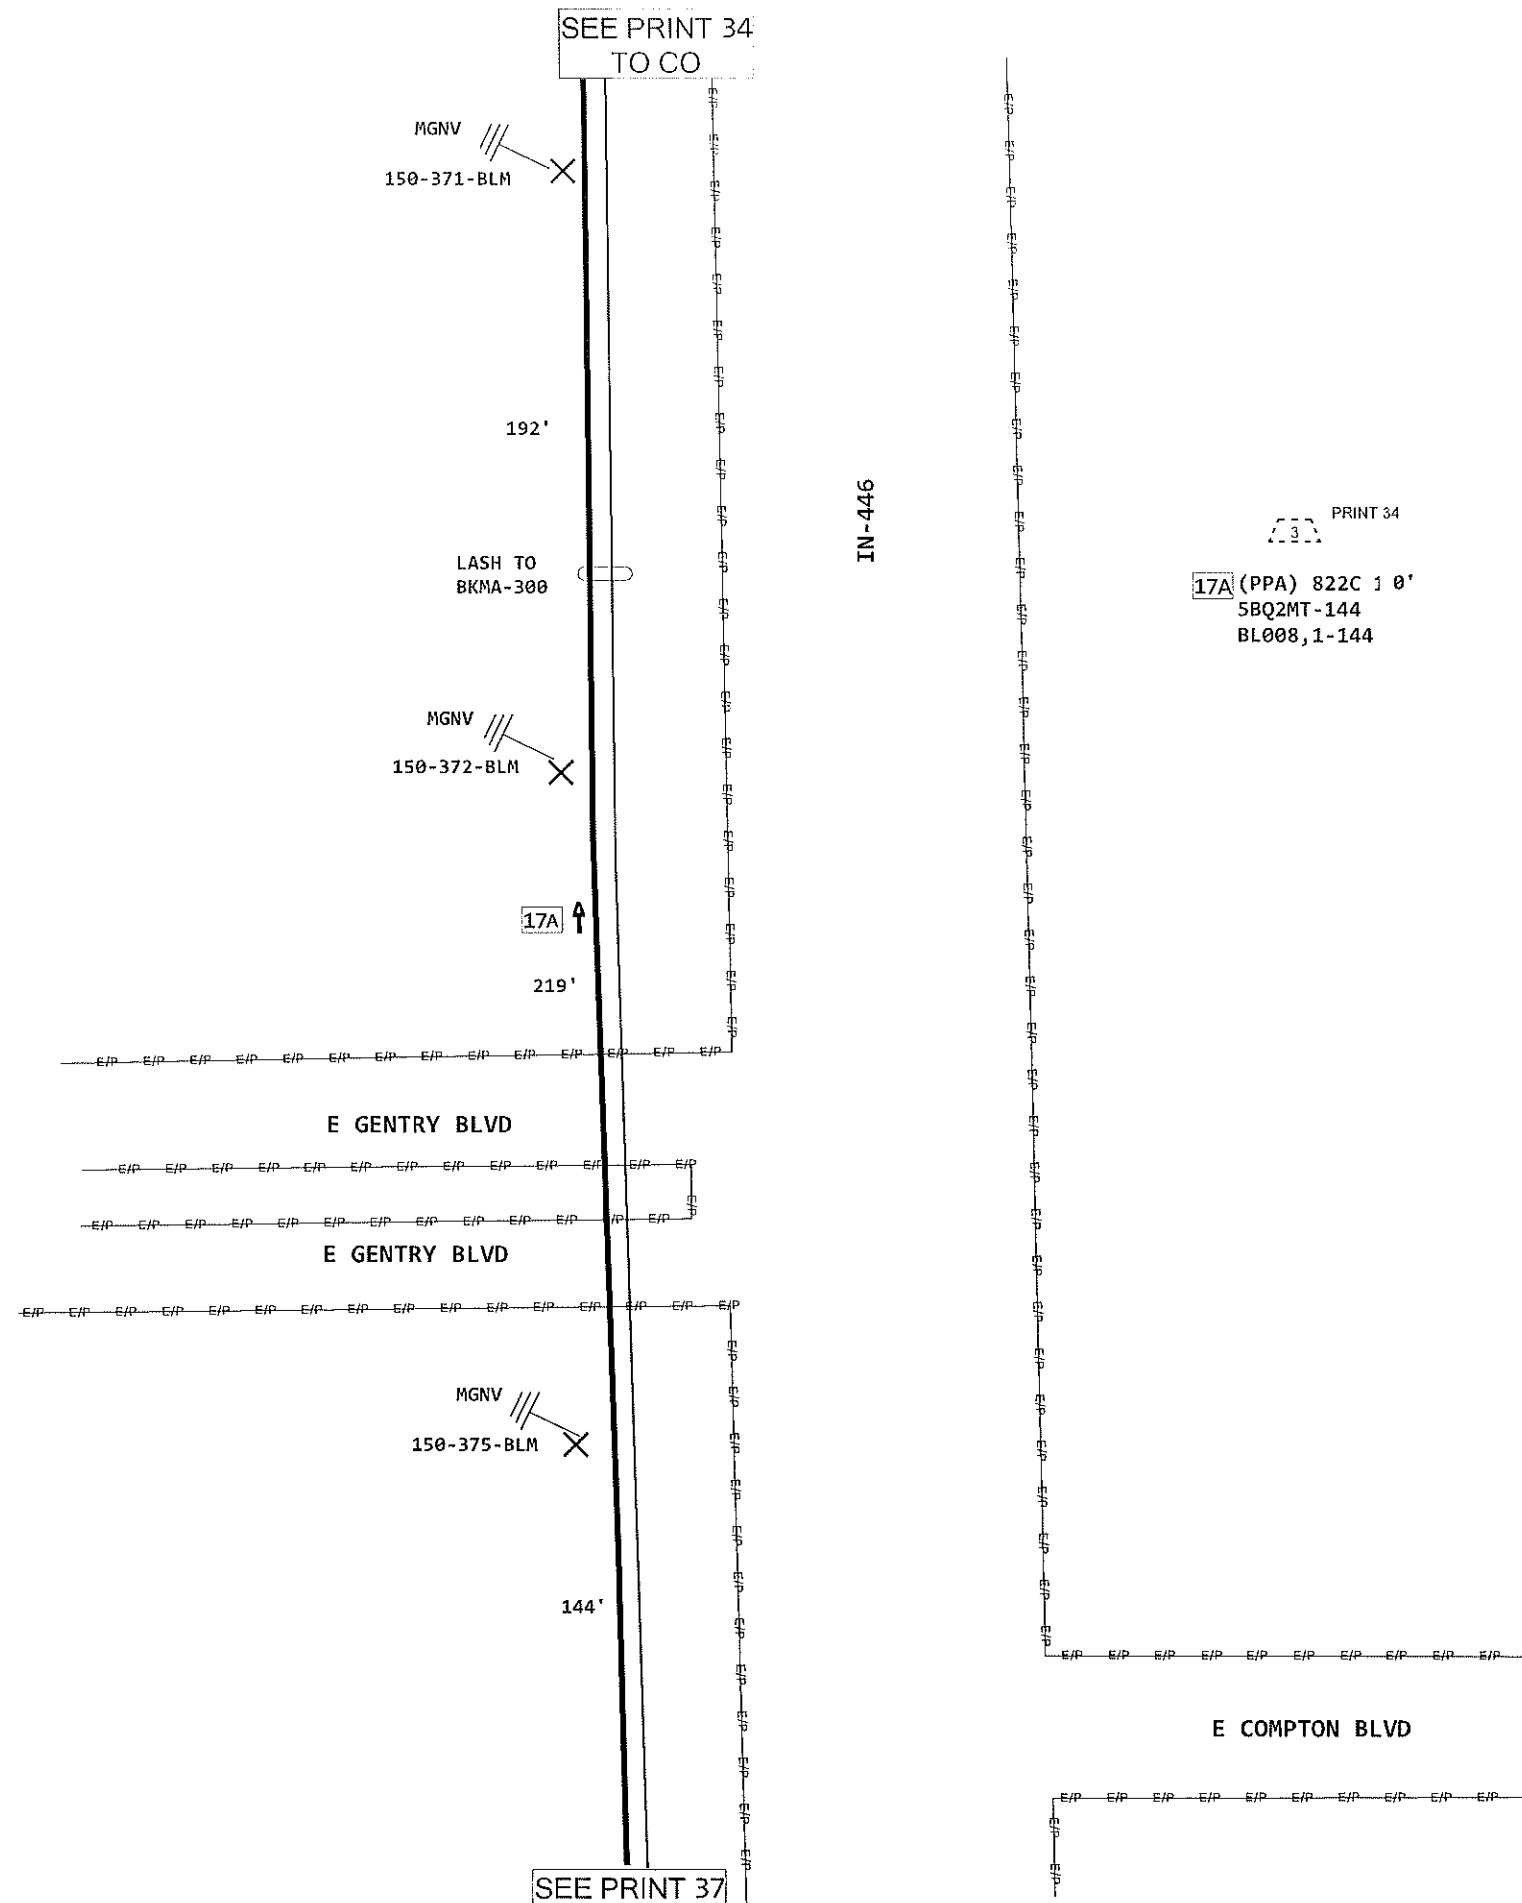 SEE PRINT 34
TO CO
MGNV
150-371-BLM
192'
IN-446
LASH TO
BKMA-300
3
PRINT 34
17A
(PPA) 822C 1 0'
5BQ2MT-144
BL008,1-144
MGNV
150-372-BLM
17A
219'
E/P E/P E/P E/P E/P E/P E/P E/P E/P E/P E/P E/P E/P E/P
E GENTRY BLVD
E/P E/P E/P E/P E/P E/P E/P E/P E/P E/P E/P E/P E/P
E/P
E/P E/P E/P E/P E/P E/P E/P E/P E/P E/P E/P /P E/P
E GENTRY BLVD
E/P E/P E/P E/P E/P E/P E/P E/P E/P E/P E/P E/P E/P E/P E/P E/P
MGNV
150-375-BLM
144'
E/P E/P E/P E/P E/P E/P E/P E/P E/P E/P
E COMPTON BLVD
E/P E/P E/P E/P E/P E/P E/P E/P E/P E/P
E/P
E/P
SEE PRINT 37